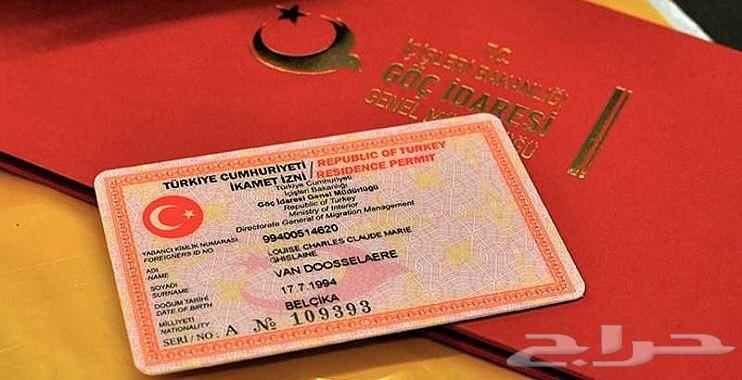 T.C.
İÇİŞLERİ BAKANLIĞI
GÖÇ İDARESİ
GENEL
TÜRKİYE CUMHURİYETİ / REPUBLIC OF TURKEY
İKAMET İZNİ / RESIDENCE PERMIT
Türkiye Cumhuriyeti
İçişleri Bakanlığı
Göç İdaresi Genel Müdürlüğü
Republic of Turkey
Ministry of Interior
Directorate General of Migration Management
YABANCI KİMLİK NUMARASI 99400514620
FOREIGNERS ID NO
ADI LOUISE CHARLES CLAUDE MARIE
NAME GHISLAINE
SOYADI VAN DOOSSELAERE
SURNAME
DOĞUM TARİHİ 17.7.1994
DATE OF BIRTH
MİLLİYETİ BELÇİKA
NATIONALITY
SERİ / NO: A № 109393
حراج